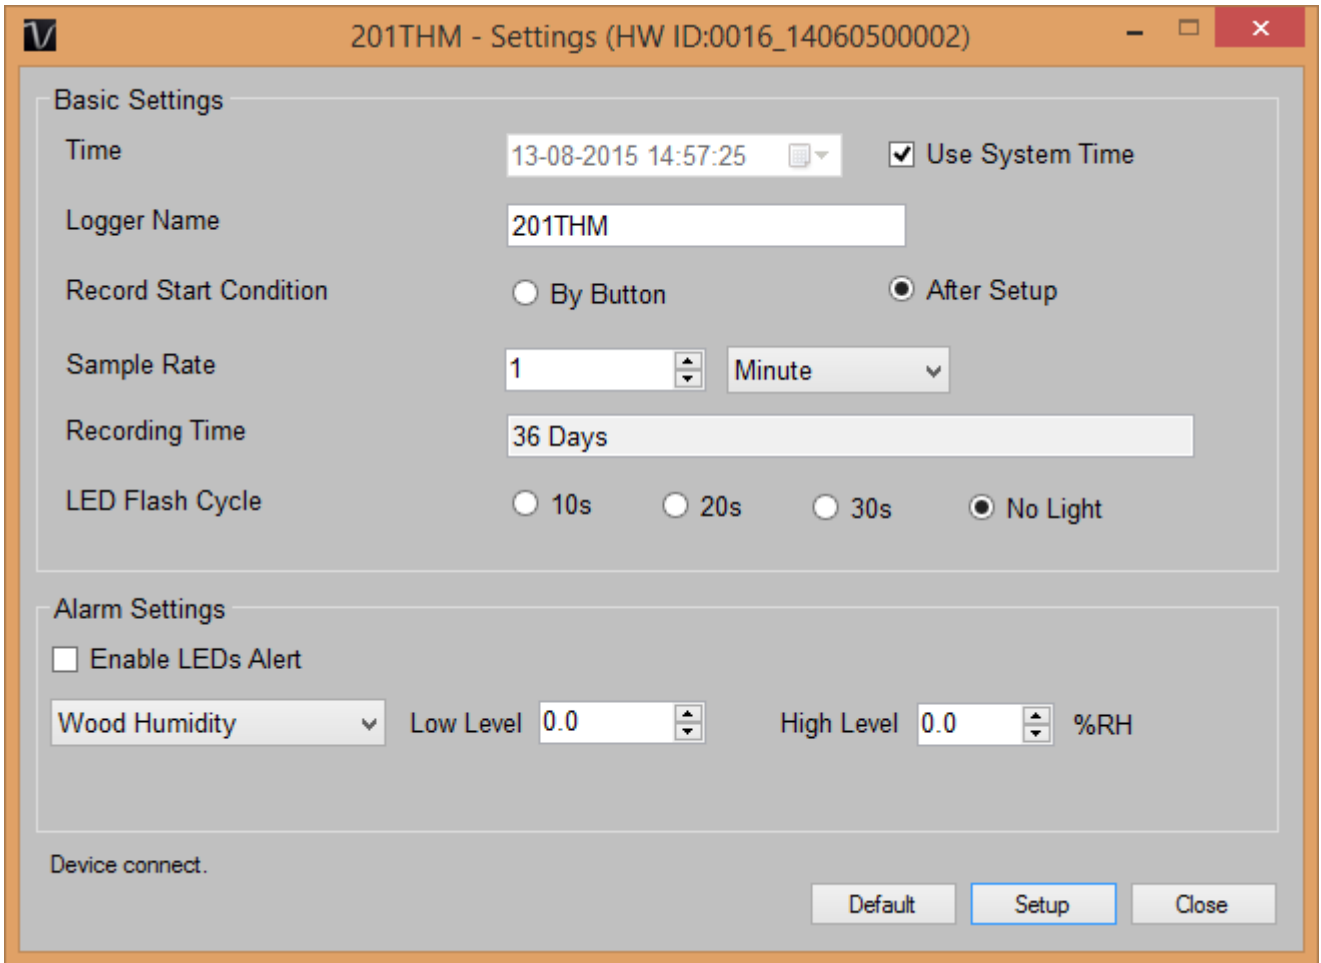 201THM - Settings (HW ID:0016_14060500002)
Basic Settings
Time 13-08-2015 14:57:25 Use System Time
Logger Name 201THM
Record Start Condition By Button After Setup
Sample Rate 1 Minute
Recording Time 36 Days
LED Flash Cycle 10s 20s 30s No Light
Alarm Settings
Enable LEDs Alert
Wood Humidity Low Level 0.0 High Level 0.0 %RH
Device connect.
Default Setup Close